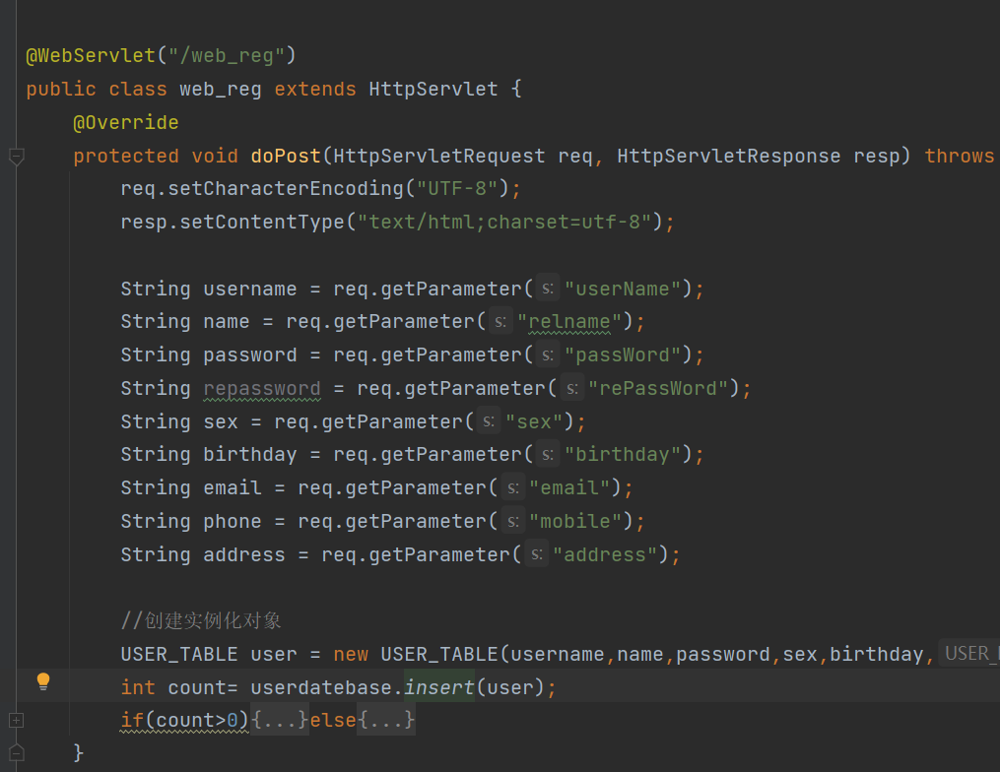 @WebServlet("/web_reg")
public class web_reg extends HttpServlet {
@Override
protected void doPost(HttpServletRequest req, HttpServletResponse resp) throws
req.setCharacterEncoding("UTF-8");
resp.setContentType("text/html;charset=utf-8");
String username = req.getParameter( s: "userName");
String name = req.getParameter( s: "relname");
String password = req.getParameter( s: "passWord");
String repassword = req.getParameter( s: "rePassWord");
String sex = req.getParameter( s: "sex");
String birthday = req.getParameter( s: "birthday");
String email = req.getParameter( s: "email");
String phone = req.getParameter( s: "mobile");
String address = req.getParameter( s: "address");
//创建实例化对象
USER_TABLE user = new USER_TABLE(username,name,password,sex,birthday,
int count= userdatebase.insert(user);
if(count>0){...}else{...}
}